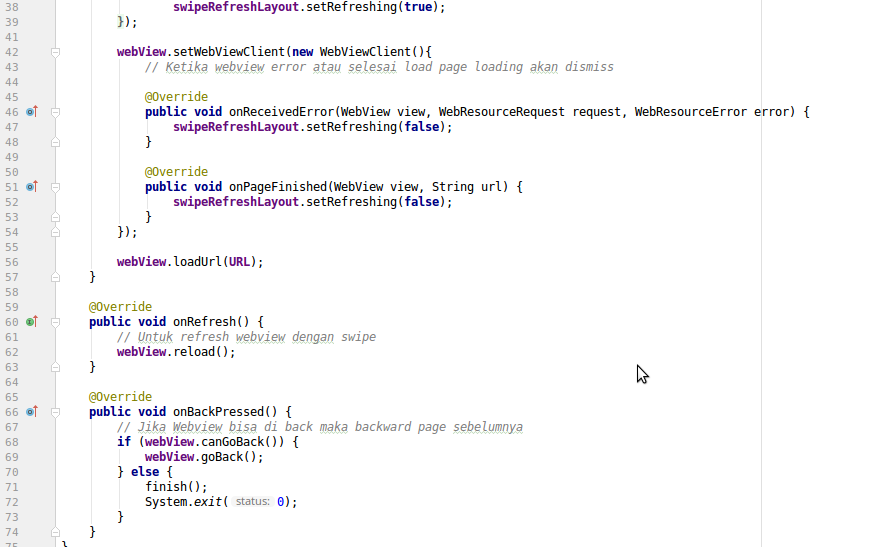 38 swipeRefreshLayout.setRefreshing(true);
39 });
41
42 webView.setWebViewClient(new WebViewClient(){
43 // Ketika webview error atau selesai load page loading akan dismiss
44
45 @Override
46 public void onReceivedError(WebView view, WebResourceRequest request, WebResourceError error) {
47 swipeRefreshLayout.setRefreshing(false);
48 }
49
50 @Override
51 public void onPageFinished(WebView view, String url) {
52 swipeRefreshLayout.setRefreshing(false);
53 }
54 });
55
56 webView.loadUrl(URL);
57 }
58
59 @Override
60 public void onRefresh() {
61 // Untuk refresh webview dengan swipe
62 webView.reload();
63 }
64
65 @Override
66 public void onBackPressed() {
67 // Jika Webview bisa di back maka backward page sebelumnya
68 if (webView.canGoBack()) {
69 webView.goBack();
70 } else {
71 finish();
72 System.exit( status: 0);
73 }
74 }
75 }